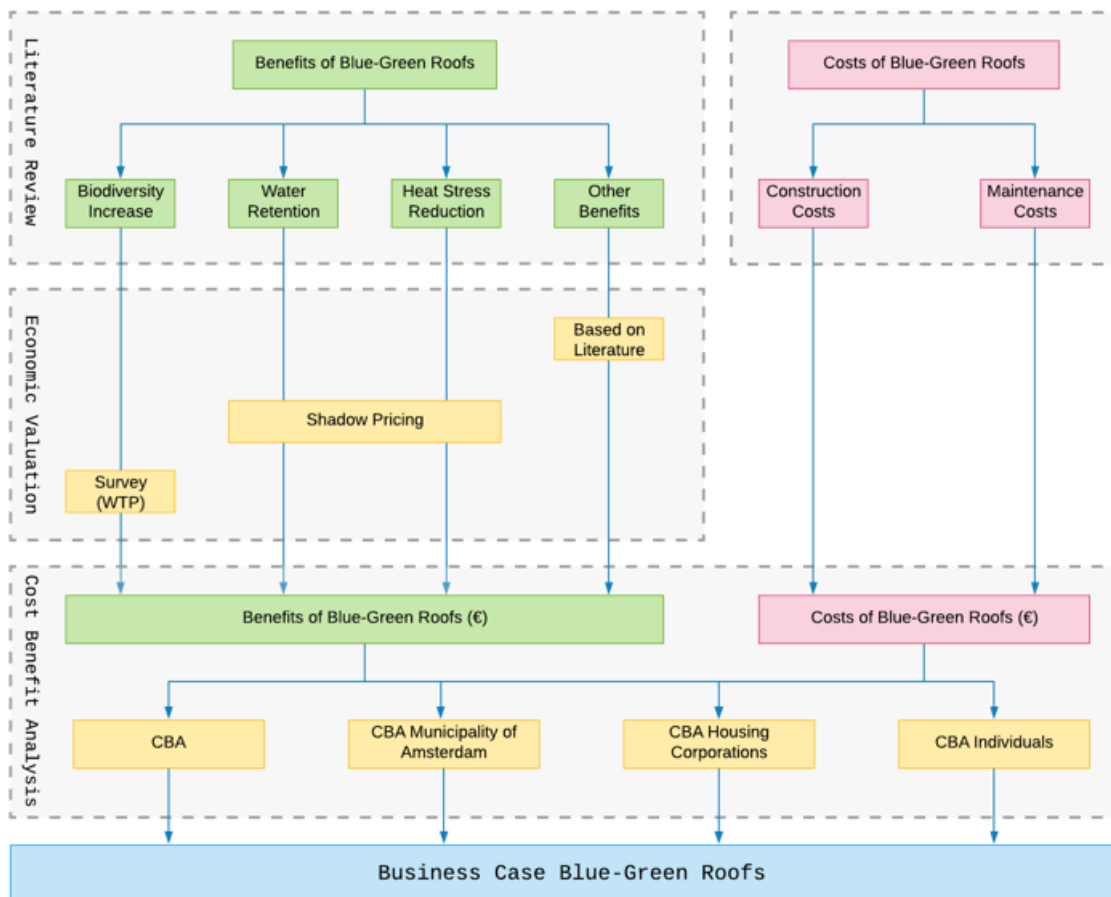 Literature Review
Benefits of Blue-Green Roofs
Costs of Blue-Green Roofs
Biodiversity
Increase
Water
Retention
Heat Stress
Reduction
Other
Benefits
Construction
Costs
Maintenance
Costs
Economic Valuation
Based on
Literature
Shadow Pricing
Survey
(WTP)
Cost Benefit Analysis
Benefits of Blue-Green Roofs (€)
Costs of Blue-Green Roofs (€)
CBA
CBA Municipality of
Amsterdam
CBA Housing
Corporations
CBA Individuals
Business Case Blue-Green Roofs